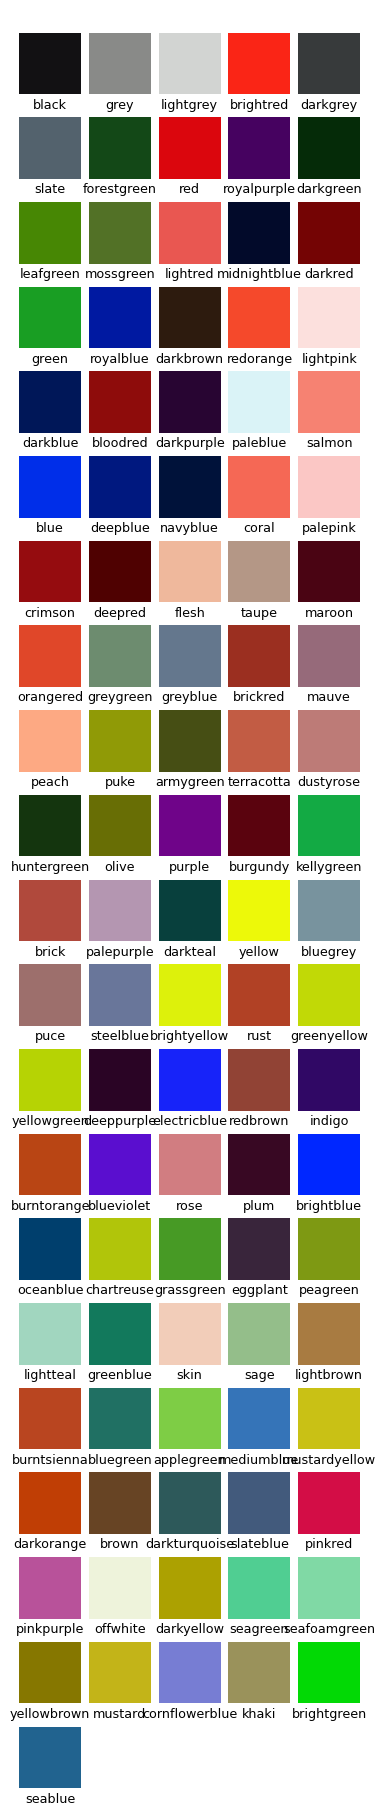 black grey lightgrey brightred darkgrey
slate forestgreen red royalpurple darkgreen
leafgreen mossgreen lightred midnightblue darkred
green royalblue darkbrown redorange lightpink
darkblue bloodred darkpurple paleblue salmon
blue deepblue navyblue coral palepink
crimson deepred flesh taupe maroon
orangered greygreen greyblue brickred mauve
peach puke armygreen terracotta dustyrose
huntergreen olive purple burgundy kellygreen
brick palepurple darkteal yellow bluegrey
puce steelblue brightyellow rust greenyellow
yellowgreen deeppurple electricblue redbrown indigo
burntorange blueviolet rose plum brightblue
oceanblue chartreuse grassgreen eggplant peagreen
lightteal greenblue skin sage lightbrown
burntsienna bluegreen applegreen mediumblue mustardyellow
darkorange brown darkturquoise slateblue pinkred
pinkpurple offwhite darkyellow seagreen seafoamgreen
yellowbrown mustard cornflowerblue khaki brightgreen
seablue